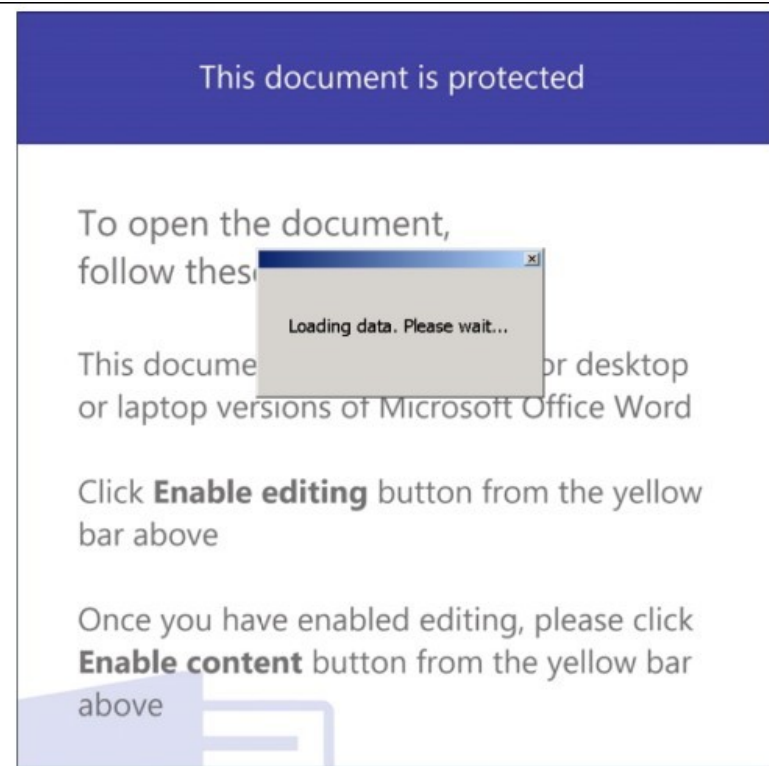 This document is protected
To open the document,
follow these
Loading data. Please wait...
This docume or desktop
or laptop versions of Microsoft Office Word
Click Enable editing button from the yellow
bar above
Once you have enabled editing, please click
Enable content button from the yellow bar
above